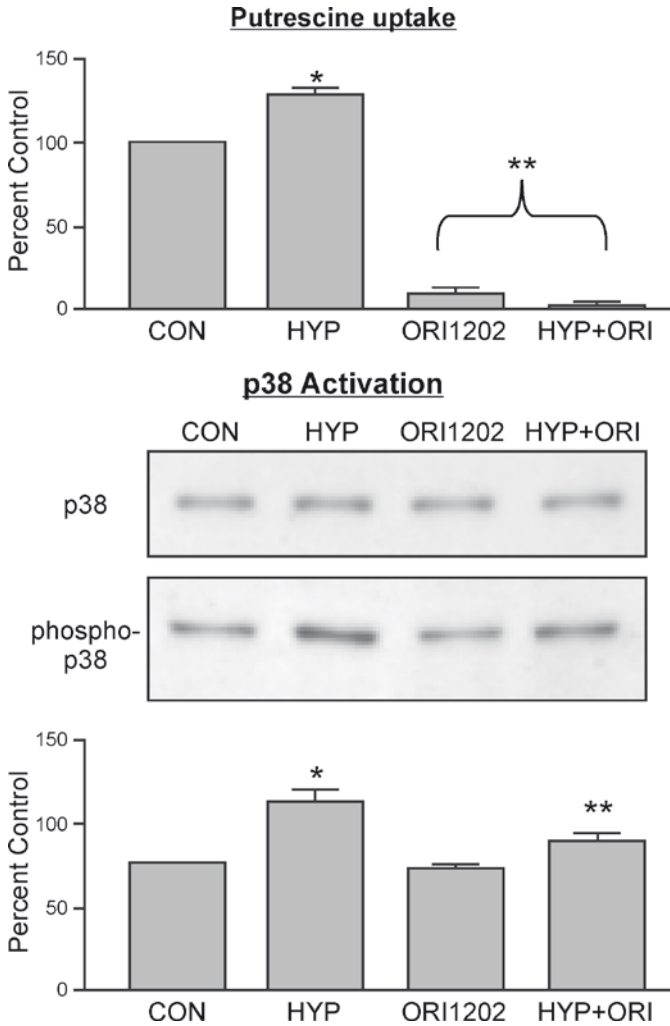 Putrescine uptake
Percent Control
150
100
50
0
*
**
CON HYP ORI1202 HYP+ORI
p38 Activation
CON HYP ORI1202 HYP+ORI
p38
phospho-
p38
Percent Control
150
100
50
0
*
**
CON HYP ORI1202 HYP+ORI